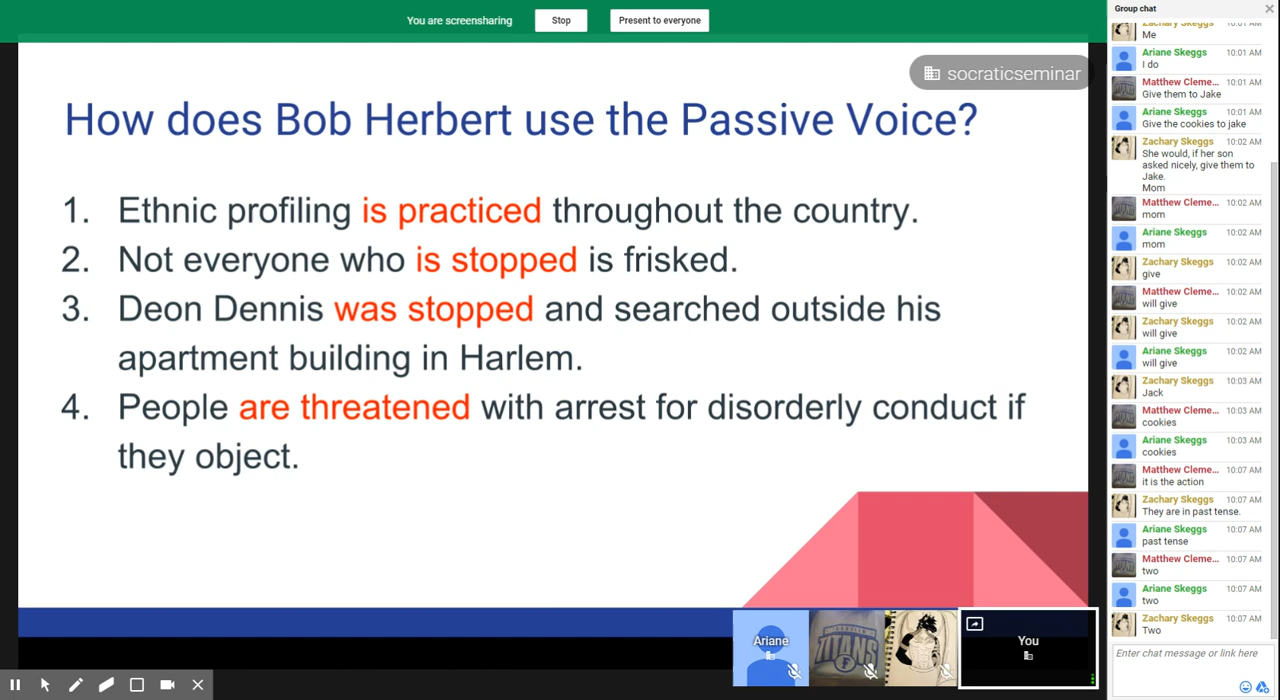 You are screensharing
Stop
Present to everyone
socraticseminar
How does Bob Herbert use the Passive Voice?
1. Ethnic profiling is practiced throughout the country.
2. Not everyone who is stopped is frisked.
3. Deon Dennis was stopped and searched outside his
apartment building in Harlem.
4. People are threatened with arrest for disorderly conduct if
they object.
Ariane
TITANS
You
Group chat
Zachary Skeggs 10:01 AM
Me
Ariane Skeggs 10:01 AM
I do
Matthew Cleme... 10:01 AM
Give them to Jake
Ariane Skeggs 10:01 AM
Give the cookies to jake
Zachary Skeggs 10:02 AM
She would, if her son
asked nicely, give them to
Jake.
Mom
Matthew Cleme... 10:02 AM
mom
Ariane Skeggs 10:02 AM
mom
Zachary Skeggs 10:02 AM
give
Matthew Cleme... 10:02 AM
will give
Zachary Skeggs 10:02 AM
will give
Ariane Skeggs 10:02 AM
will give
Zachary Skeggs 10:03 AM
Jack
Matthew Cleme... 10:03 AM
cookies
Ariane Skeggs 10:03 AM
cookies
Matthew Cleme... 10:07 AM
it is the action
Zachary Skeggs 10:07 AM
They are in past tense.
Ariane Skeggs 10:07 AM
past tense
Matthew Cleme... 10:07 AM
two
Ariane Skeggs 10:07 AM
two
Zachary Skeggs 10:07 AM
Two
Enter chat message or link here